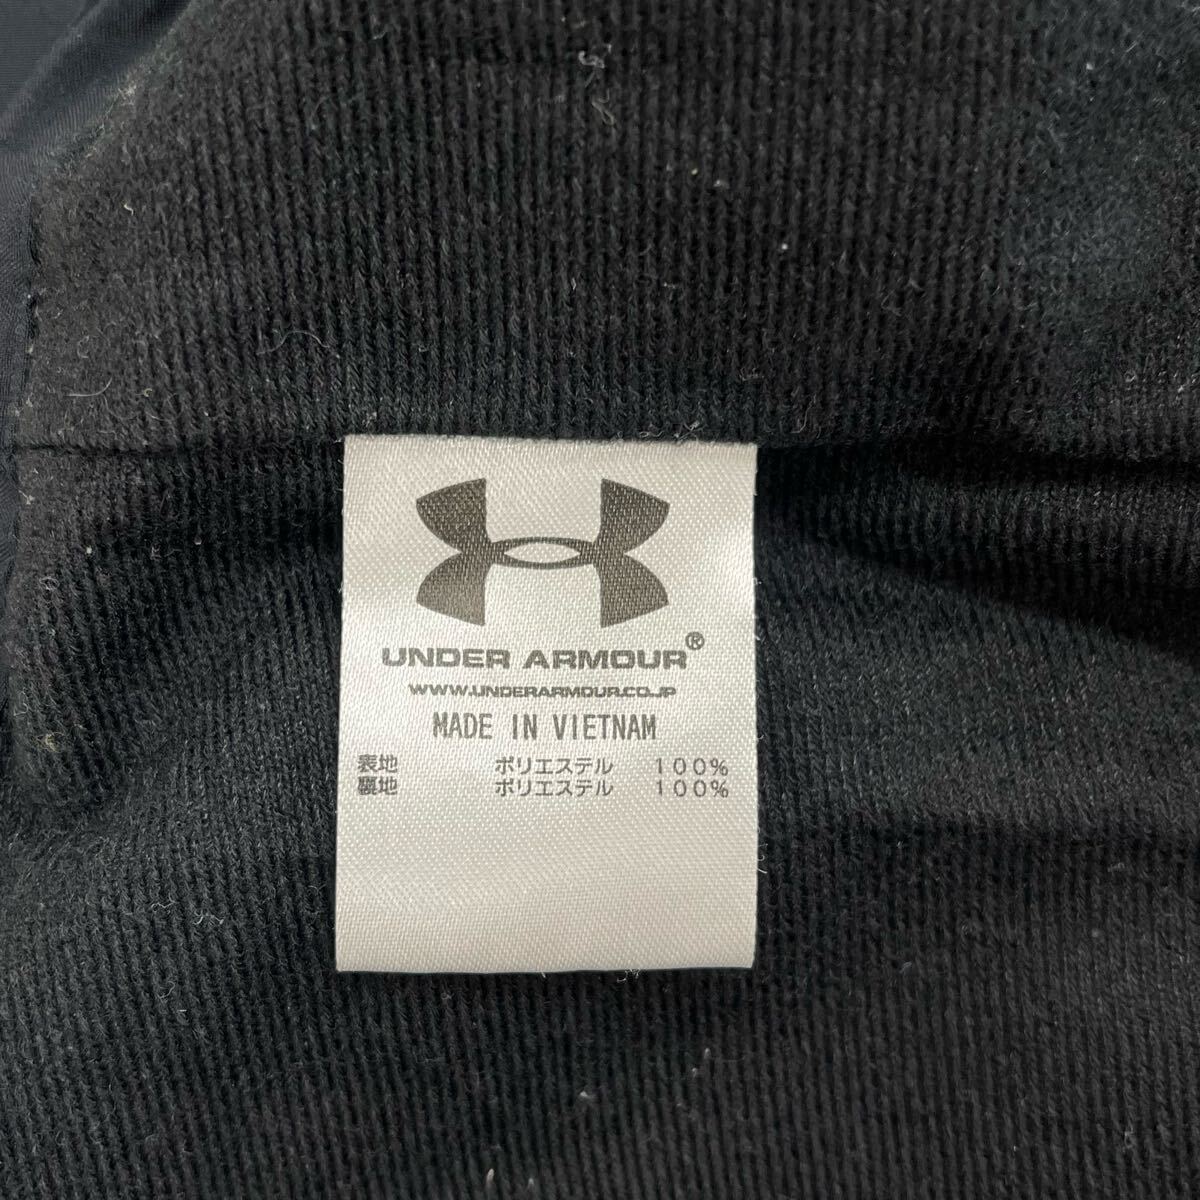 UNDER ARMOUR®
WWW.UNDERARMOUR.CO.JP
MADE IN VIETNAM
表地 ポリエステル 100%
裏地 ポリエステル 100%